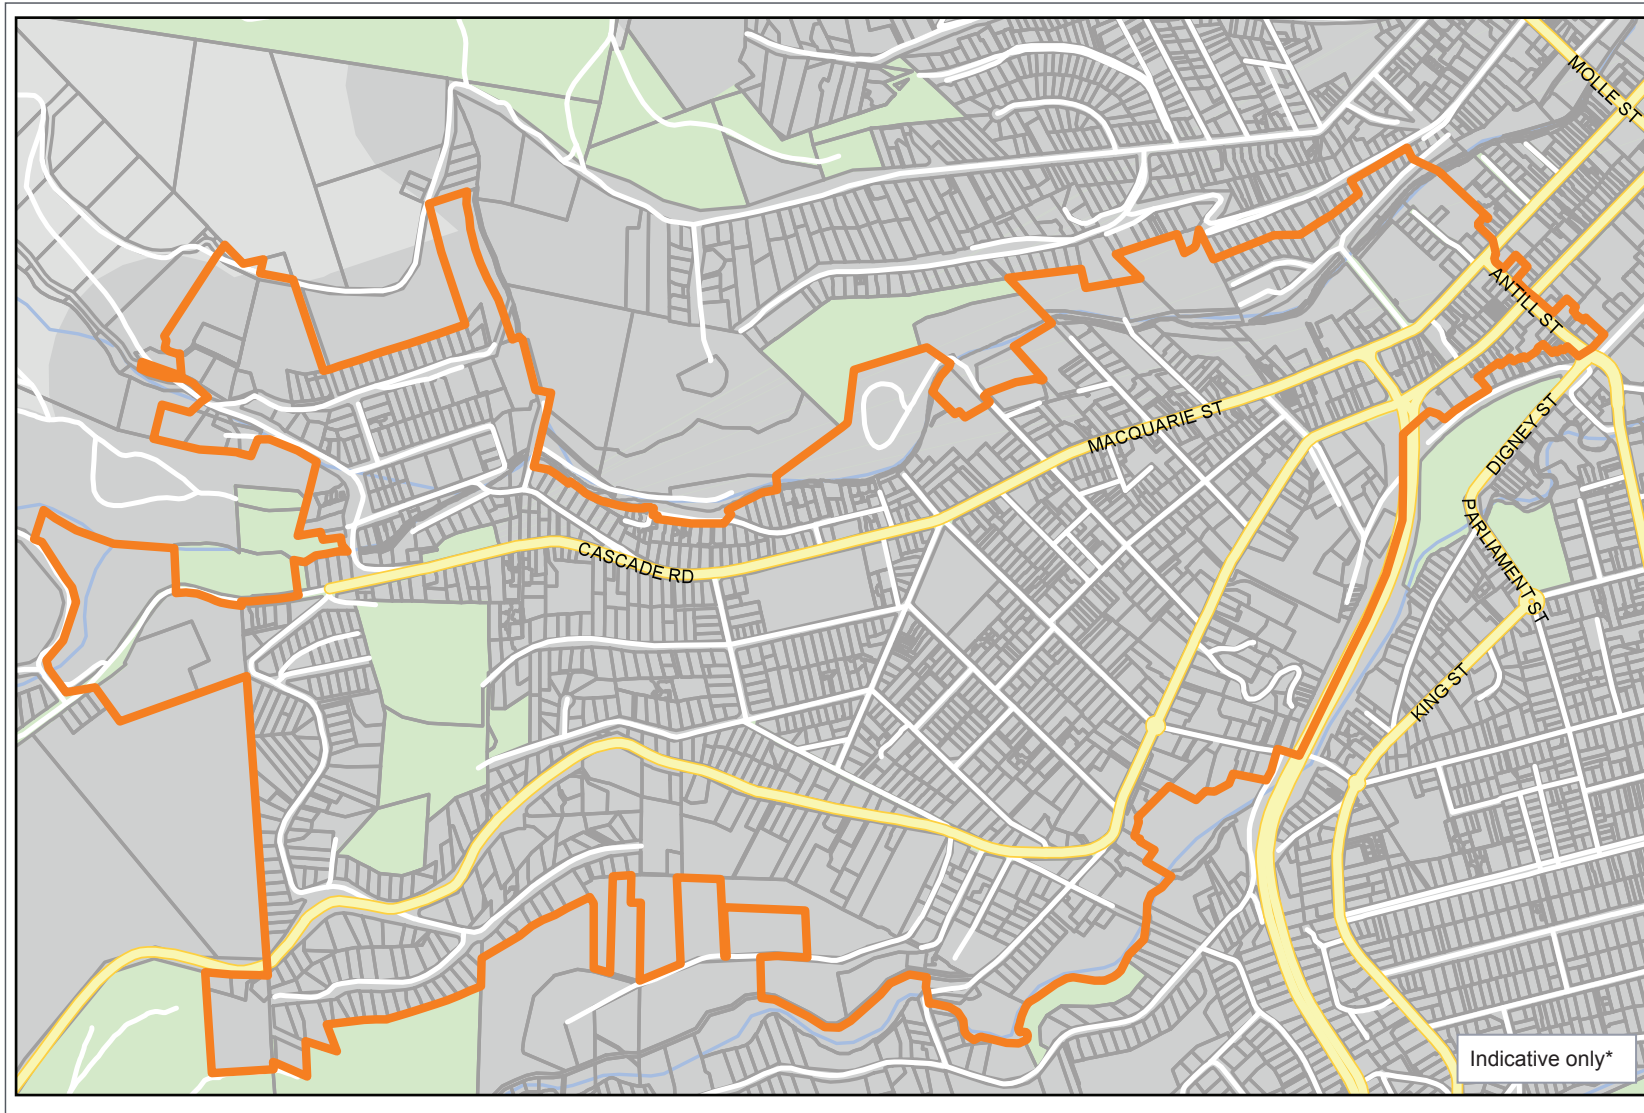 MOLLE ST
ANTILL ST
MACQUARIE ST
DIGNEY ST
PARLIAMENT ST
CASCADE RD
KING ST
Indicative only*